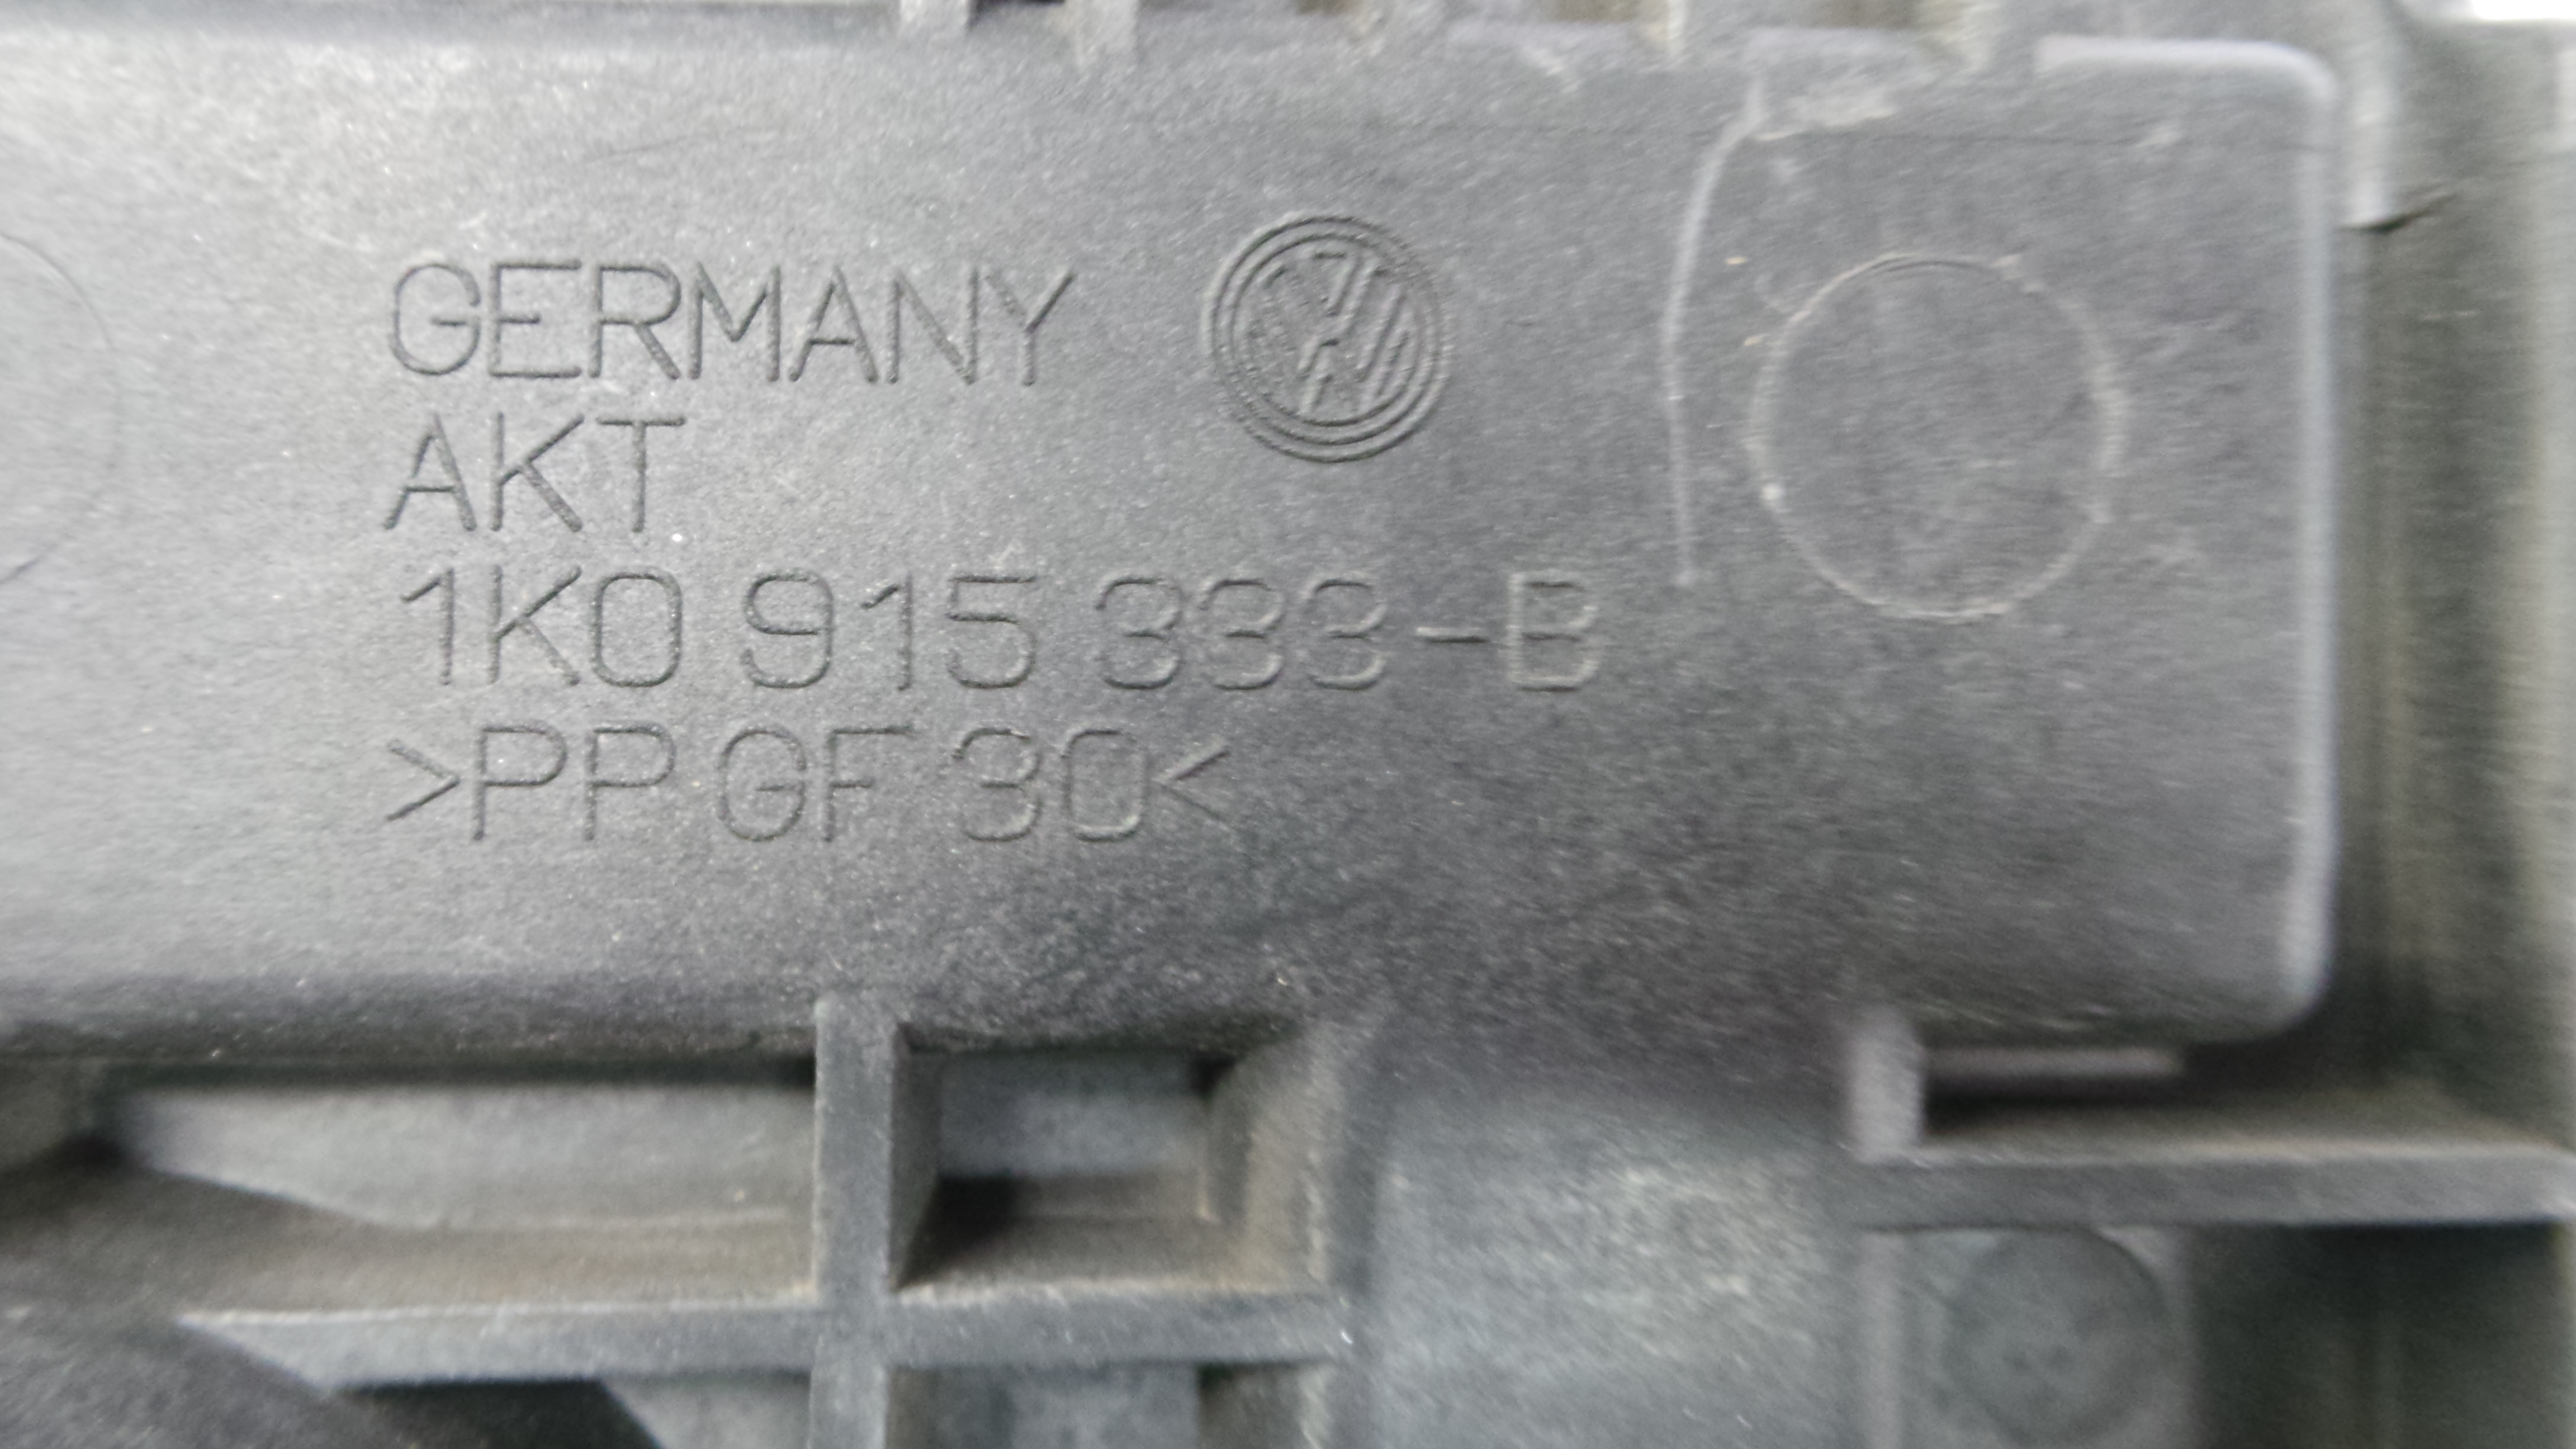 GERMANY
AKT
1K0 915 333-B
>PP GF 30<